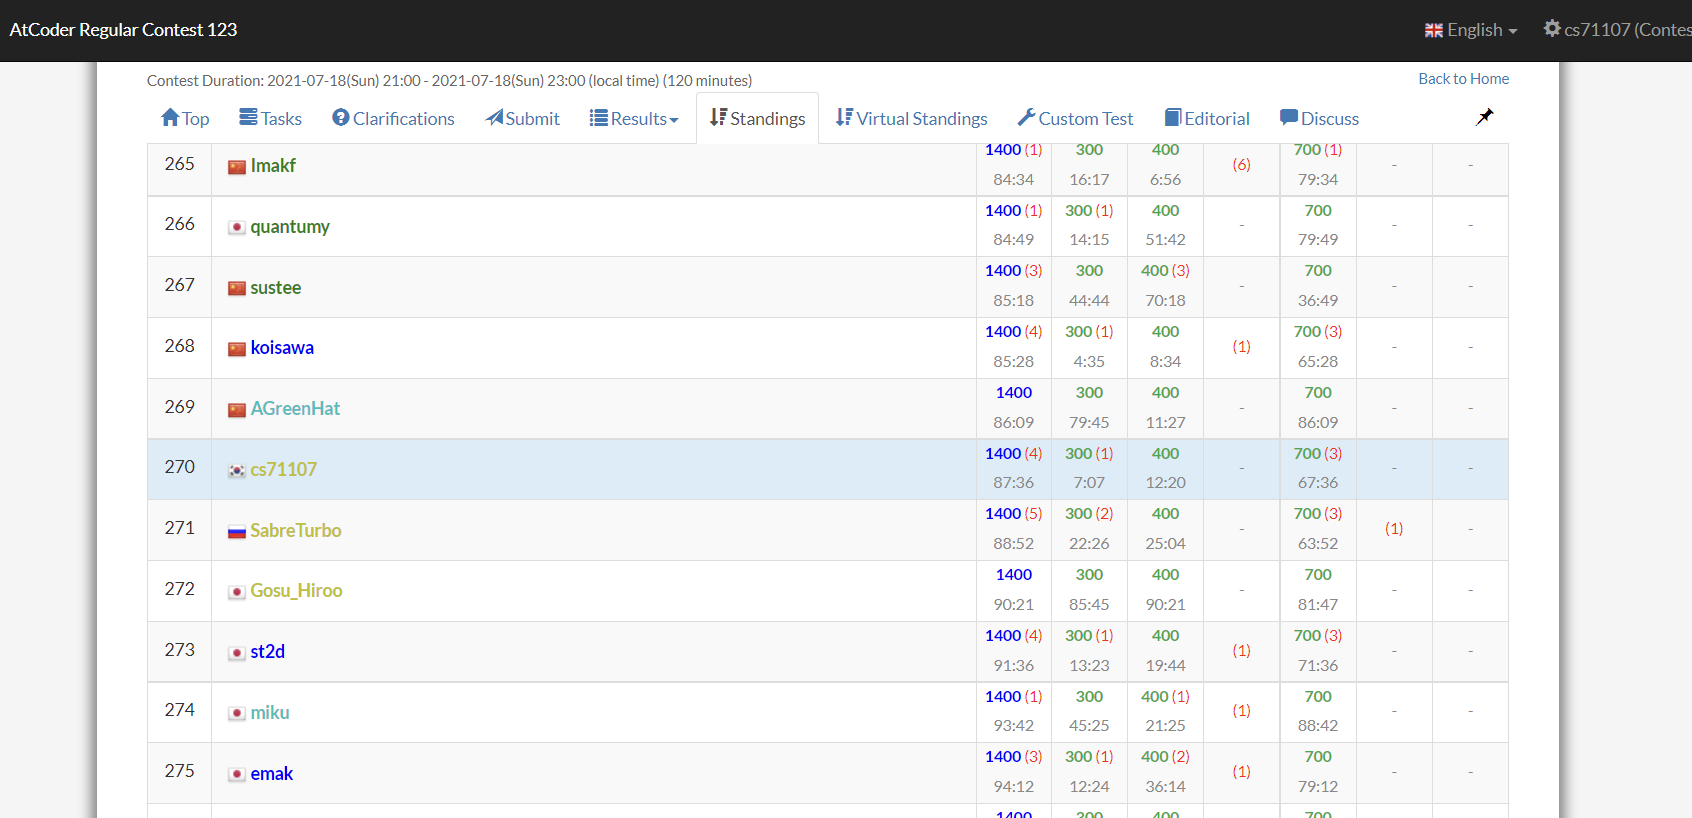 AtCoder Regular Contest 123 English cs71107 (Contes
Contest Duration: 2021-07-18(Sun) 21:00 - 2021-07-18(Sun) 23:00 (local time) (120 minutes) Back to Home
Top Tasks Clarifications Submit Results Standings Virtual Standings Custom Test Editorial Discuss
265 lmakf 1400 (1) 300 400 (6) 700 (1) - -
84:34 16:17 6:56 79:34
266 quantumy 1400 (1) 300 (1) 400 - 700 - -
84:49 14:15 51:42 79:49
267 sustee 1400 (3) 300 400 (3) - 700 - -
85:18 44:44 70:18 36:49
268 koisawa 1400 (4) 300 (1) 400 (1) 700 (3) - -
85:28 4:35 8:34 65:28
269 AGreenHat 1400 300 400 - 700 - -
86:09 79:45 11:27 86:09
270 cs71107 1400 (4) 300 (1) 400 - 700 (3) - -
87:36 7:07 12:20 67:36
271 SabreTurbo 1400 (5) 300 (2) 400 - 700 (3) (1) -
88:52 22:26 25:04 63:52
272 Gosu_Hiroo 1400 300 400 - 700 - -
90:21 85:45 90:21 81:47
273 st2d 1400 (4) 300 (1) 400 (1) 700 (3) - -
91:36 13:23 19:44 71:36
274 miku 1400 (1) 300 400 (1) (1) 700 - -
93:42 45:25 21:25 88:42
275 emak 1400 (3) 300 (1) 400 (2) (1) 700 - -
94:12 12:24 36:14 79:12
1400 300 400 700